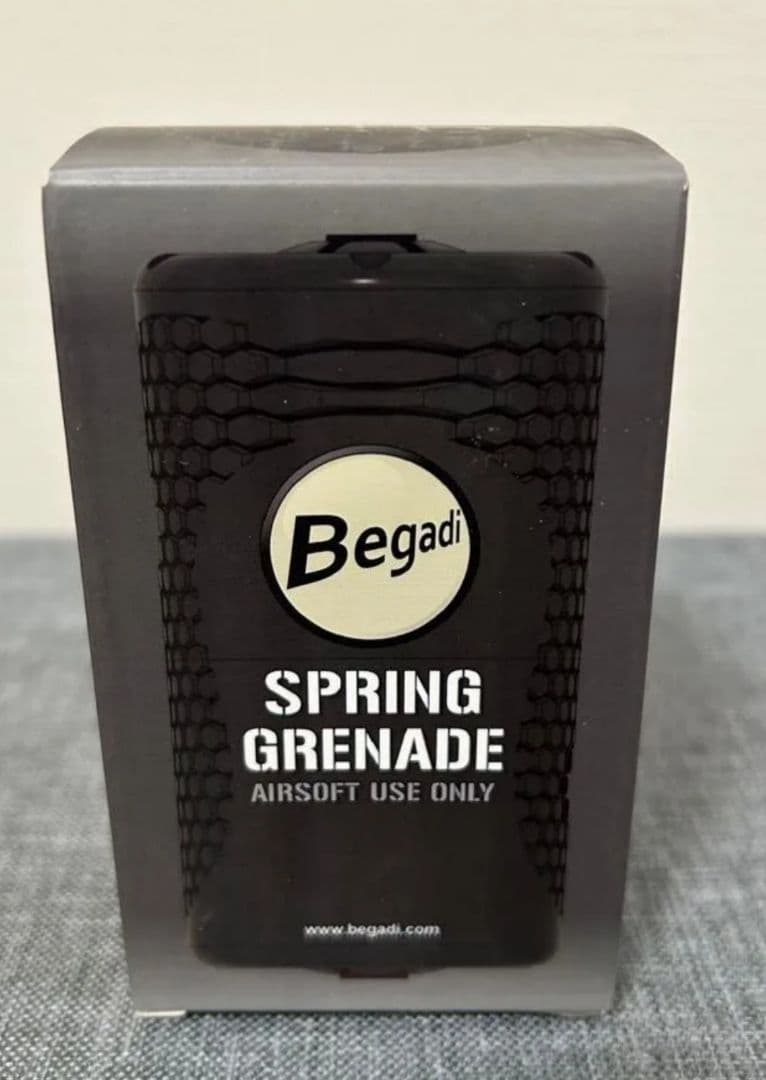 Begadi
SPRING
GRENADE
AIRSOFT USE ONLY
www.begadi.com